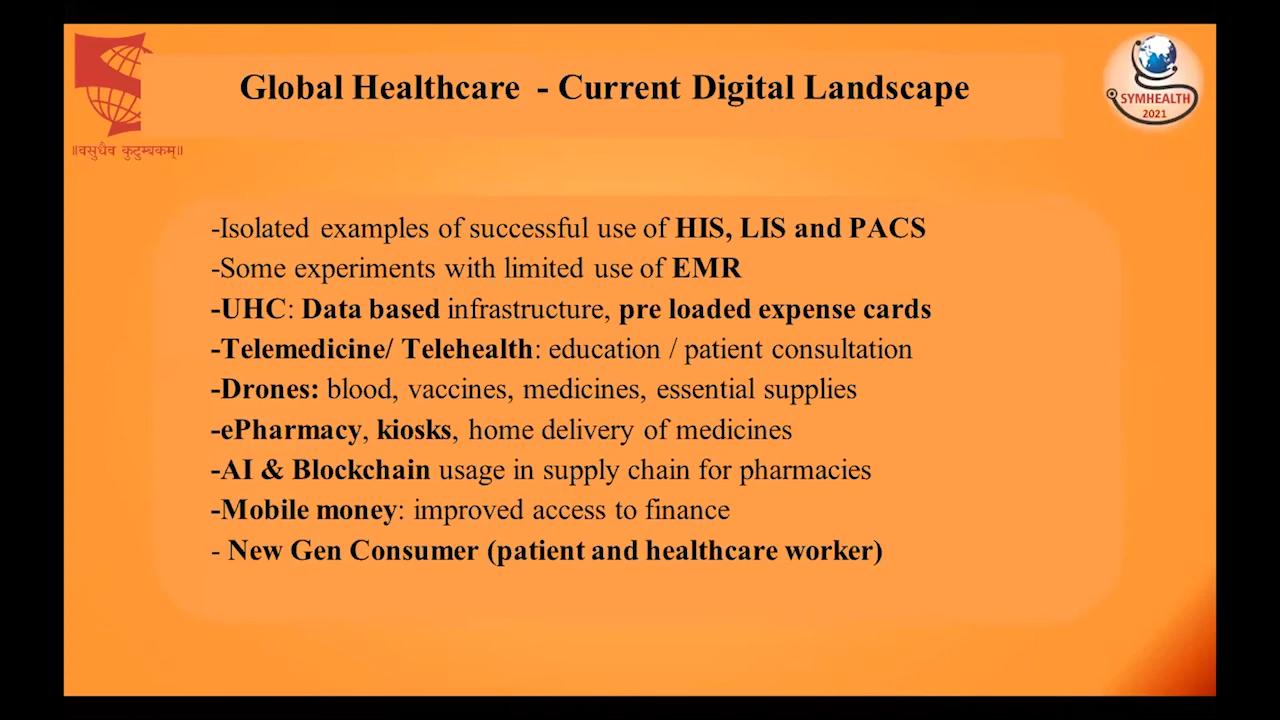 Global Healthcare - Current Digital Landscape
SYMHEALTH
2021
॥वसुधैव कुटुम्बकम्॥
-Isolated examples of successful use of HIS, LIS and PACS
-Some experiments with limited use of EMR
-UHC: Data based infrastructure, pre loaded expense cards
-Telemedicine/ Telehealth: education / patient consultation
-Drones: blood, vaccines, medicines, essential supplies
-ePharmacy, kiosks, home delivery of medicines
-AI & Blockchain usage in supply chain for pharmacies
-Mobile money: improved access to finance
- New Gen Consumer (patient and healthcare worker)